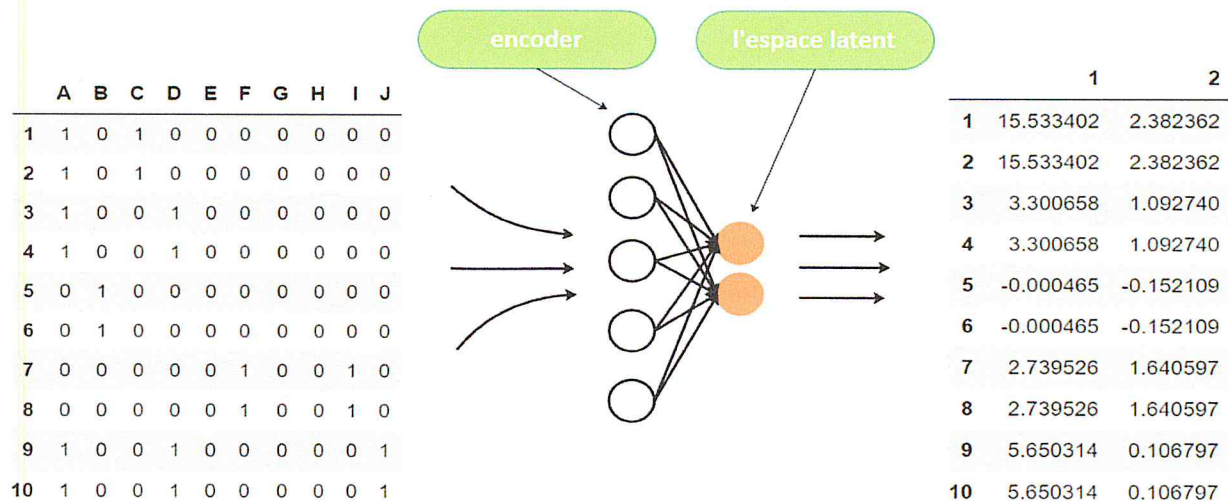 encoder
l'espace latent
A B C D E F G H I J
1 1 0 1 0 0 0 0 0 0 0
2 1 0 1 0 0 0 0 0 0 0
3 1 0 0 1 0 0 0 0 0 0
4 1 0 0 1 0 0 0 0 0 0
5 0 1 0 0 0 0 0 0 0 0
6 0 1 0 0 0 0 0 0 0 0
7 0 0 0 0 0 1 0 0 1 0
8 0 0 0 0 0 1 0 0 1 0
9 1 0 0 1 0 0 0 0 0 1
10 1 0 0 1 0 0 0 0 0 1
1 2
1 15.533402 2.382362
2 15.533402 2.382362
3 3.300658 1.092740
4 3.300658 1.092740
5 -0.000465 -0.152109
6 -0.000465 -0.152109
7 2.739526 1.640597
8 2.739526 1.640597
9 5.650314 0.106797
10 5.650314 0.106797